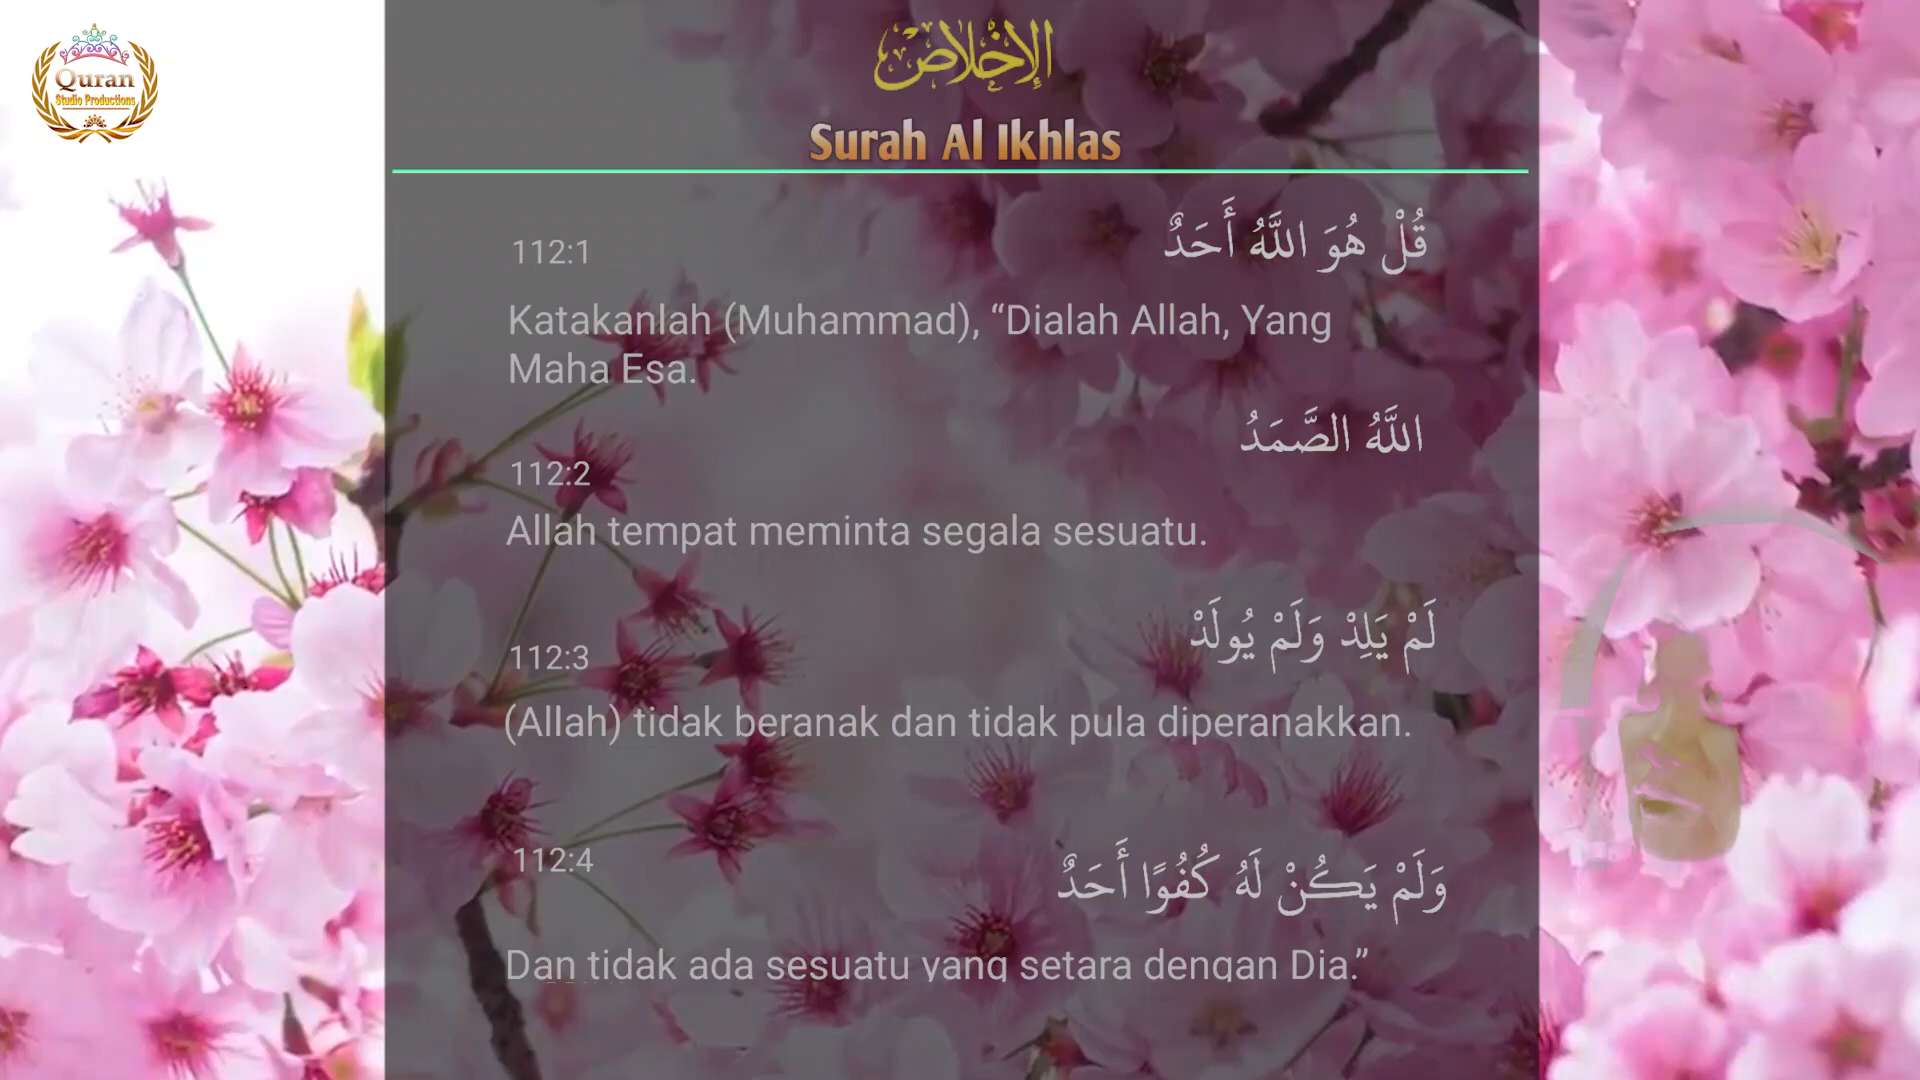 Quran
Studio Productions
الإخلاص
Surah Al Ikhlas
قُلْ هُوَ اللَّهُ أَحَدٌ
112:1
Katakanlah (Muhammad), “Dialah Allah, Yang
Maha Esa.
اللَّهُ الصَّمَدُ
112:2
Allah tempat meminta segala sesuatu.
لَمْ يَلِدْ وَلَمْ يُولَدْ
112:3
(Allah) tidak beranak dan tidak pula diperanakkan.
وَلَمْ يَكُنْ لَهُ كُفُوًا أَحَدٌ
112:4
Dan tidak ada sesuatu yang setara dengan Dia.”